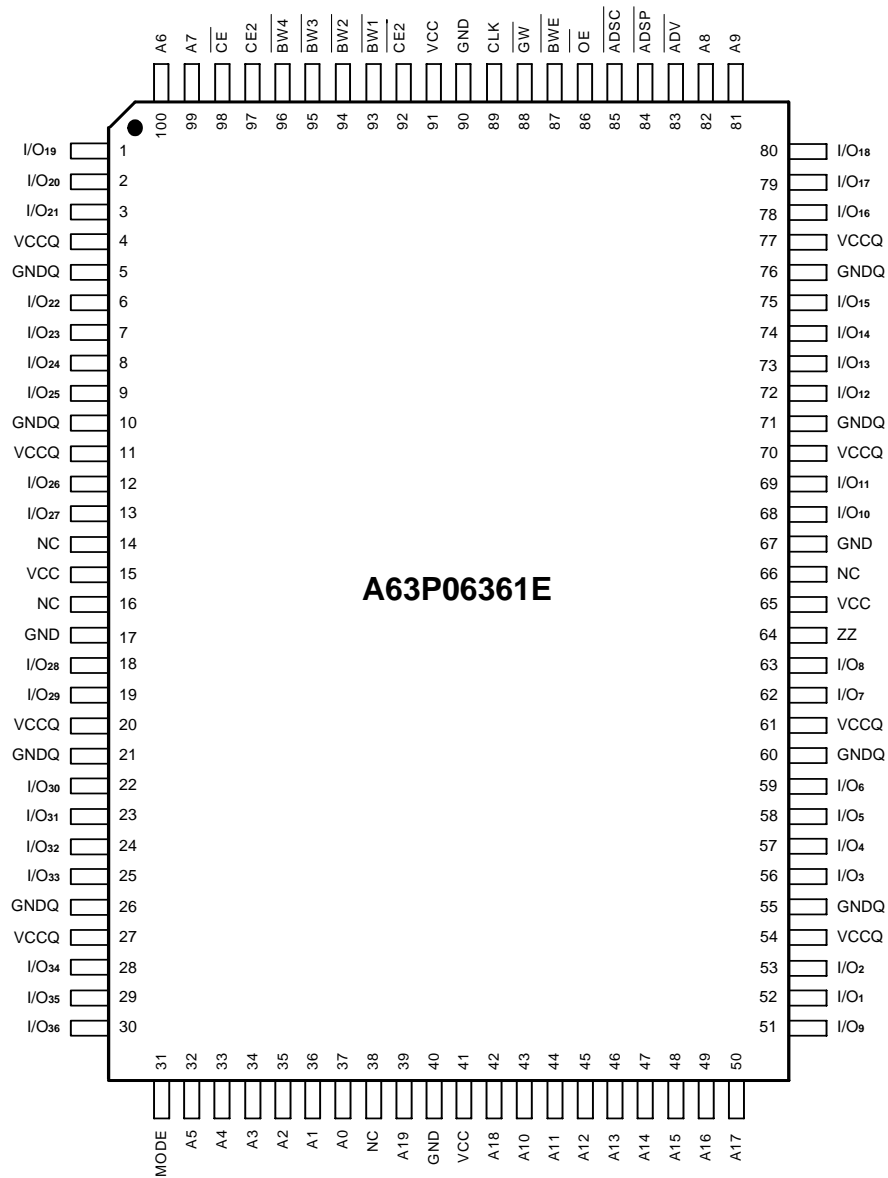 A6 A7 CE CE2 BW4 BW3 BW2 BW1 CE2 VCC GND CLK GW BWE OE ADSC ADSP ADV A8 A9
100 99 98 97 96 95 94 93 92 91 90 89 88 87 86 85 84 83 82 81
I/O19 1 80 I/O18
I/O20 2 79 I/O17
I/O21 3 78 I/O16
VCCQ 4 77 VCCQ
GNDQ 5 76 GNDQ
I/O22 6 75 I/O15
I/O23 7 74 I/O14
I/O24 8 73 I/O13
I/O25 9 72 I/O12
GNDQ 10 71 GNDQ
VCCQ 11 70 VCCQ
I/O26 12 69 I/O11
I/O27 13 68 I/O10
NC 14 67 GND
VCC 15 66 NC
A63P06361E
NC 16 65 VCC
GND 17 64 ZZ
I/O28 18 63 I/O8
I/O29 19 62 I/O7
VCCQ 20 61 VCCQ
GNDQ 21 60 GNDQ
I/O30 22 59 I/O6
I/O31 23 58 I/O5
I/O32 24 57 I/O4
I/O33 25 56 I/O3
GNDQ 26 55 GNDQ
VCCQ 27 54 VCCQ
I/O34 28 53 I/O2
I/O35 29 52 I/O1
I/O36 30 51 I/O9
31 32 33 34 35 36 37 38 39 40 41 42 43 44 45 46 47 48 49 50
MODE A5 A4 A3 A2 A1 A0 NC A19 GND VCC A18 A10 A11 A12 A13 A14 A15 A16 A17